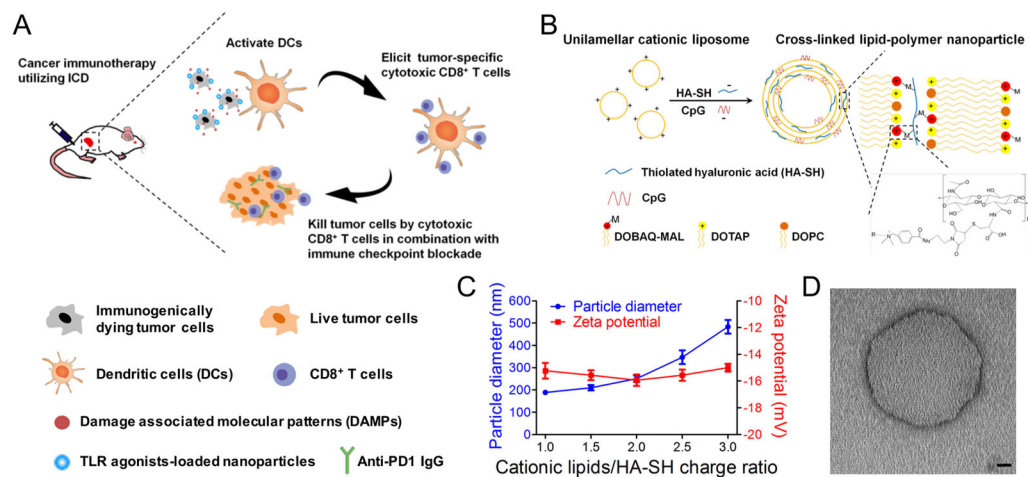 A
Cancer immunotherapy
utilizing ICD
Activate DCs
Elicit tumor-specific
cytotoxic CD8⁺ T cells
Kill tumor cells by cytotoxic
CD8⁺ T cells in combination with
immune checkpoint blockade
Immunogenically
dying tumor cells
Live tumor cells
Dendritic cells (DCs)
CD8⁺ T cells
Damage associated molecular patterns (DAMPs)
TLR agonists-loaded nanoparticles
Anti-PD1 IgG
B
Unilamellar cationic liposome
Cross-linked lipid-polymer nanoparticle
HA-SH
CpG
Thiolated hyaluronic acid (HA-SH)
CpG
M
DOBAQ-MAL
DOTAP
DOPC
C
Particle diameter
Zeta potential
Particle diameter (nm)
600
500
400
300
200
100
0
-10
-12
-14
-16
-18
-20
Zeta potential
(mV)
1.0 1.5 2.0 2.5 3.0
Cationic lipids/HA-SH charge ratio
D